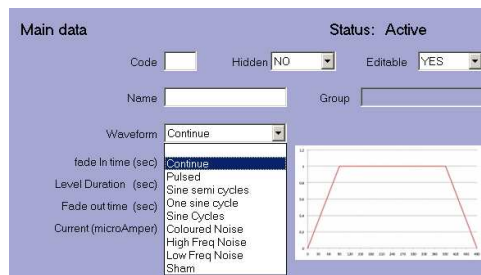 Main data Status: Active
Code Hidden NO Editable YES
Name Group
Waveform Continue
fade In time (sec)
Level Duration (sec)
Fade out time (sec)
Current (microAmper)
Continue
Pulsed
Sine semi cycles
One sine cycle
Sine Cycles
Coloured Noise
High Freq Noise
Low Freq Noise
Sham